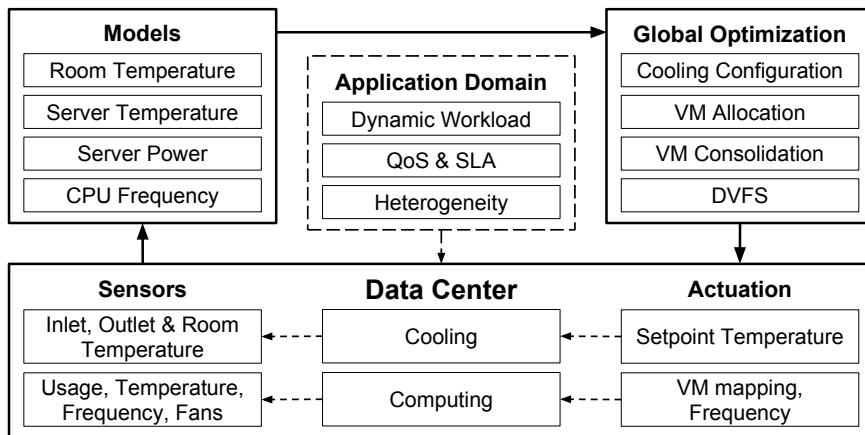 Models
Room Temperature
Server Temperature
Server Power
CPU Frequency
Application Domain
Dynamic Workload
QoS & SLA
Heterogeneity
Global Optimization
Cooling Configuration
VM Allocation
VM Consolidation
DVFS
Data Center
Sensors
Inlet, Outlet & Room
Temperature
Usage, Temperature,
Frequency, Fans
Cooling
Computing
Actuation
Setpoint Temperature
VM mapping,
Frequency